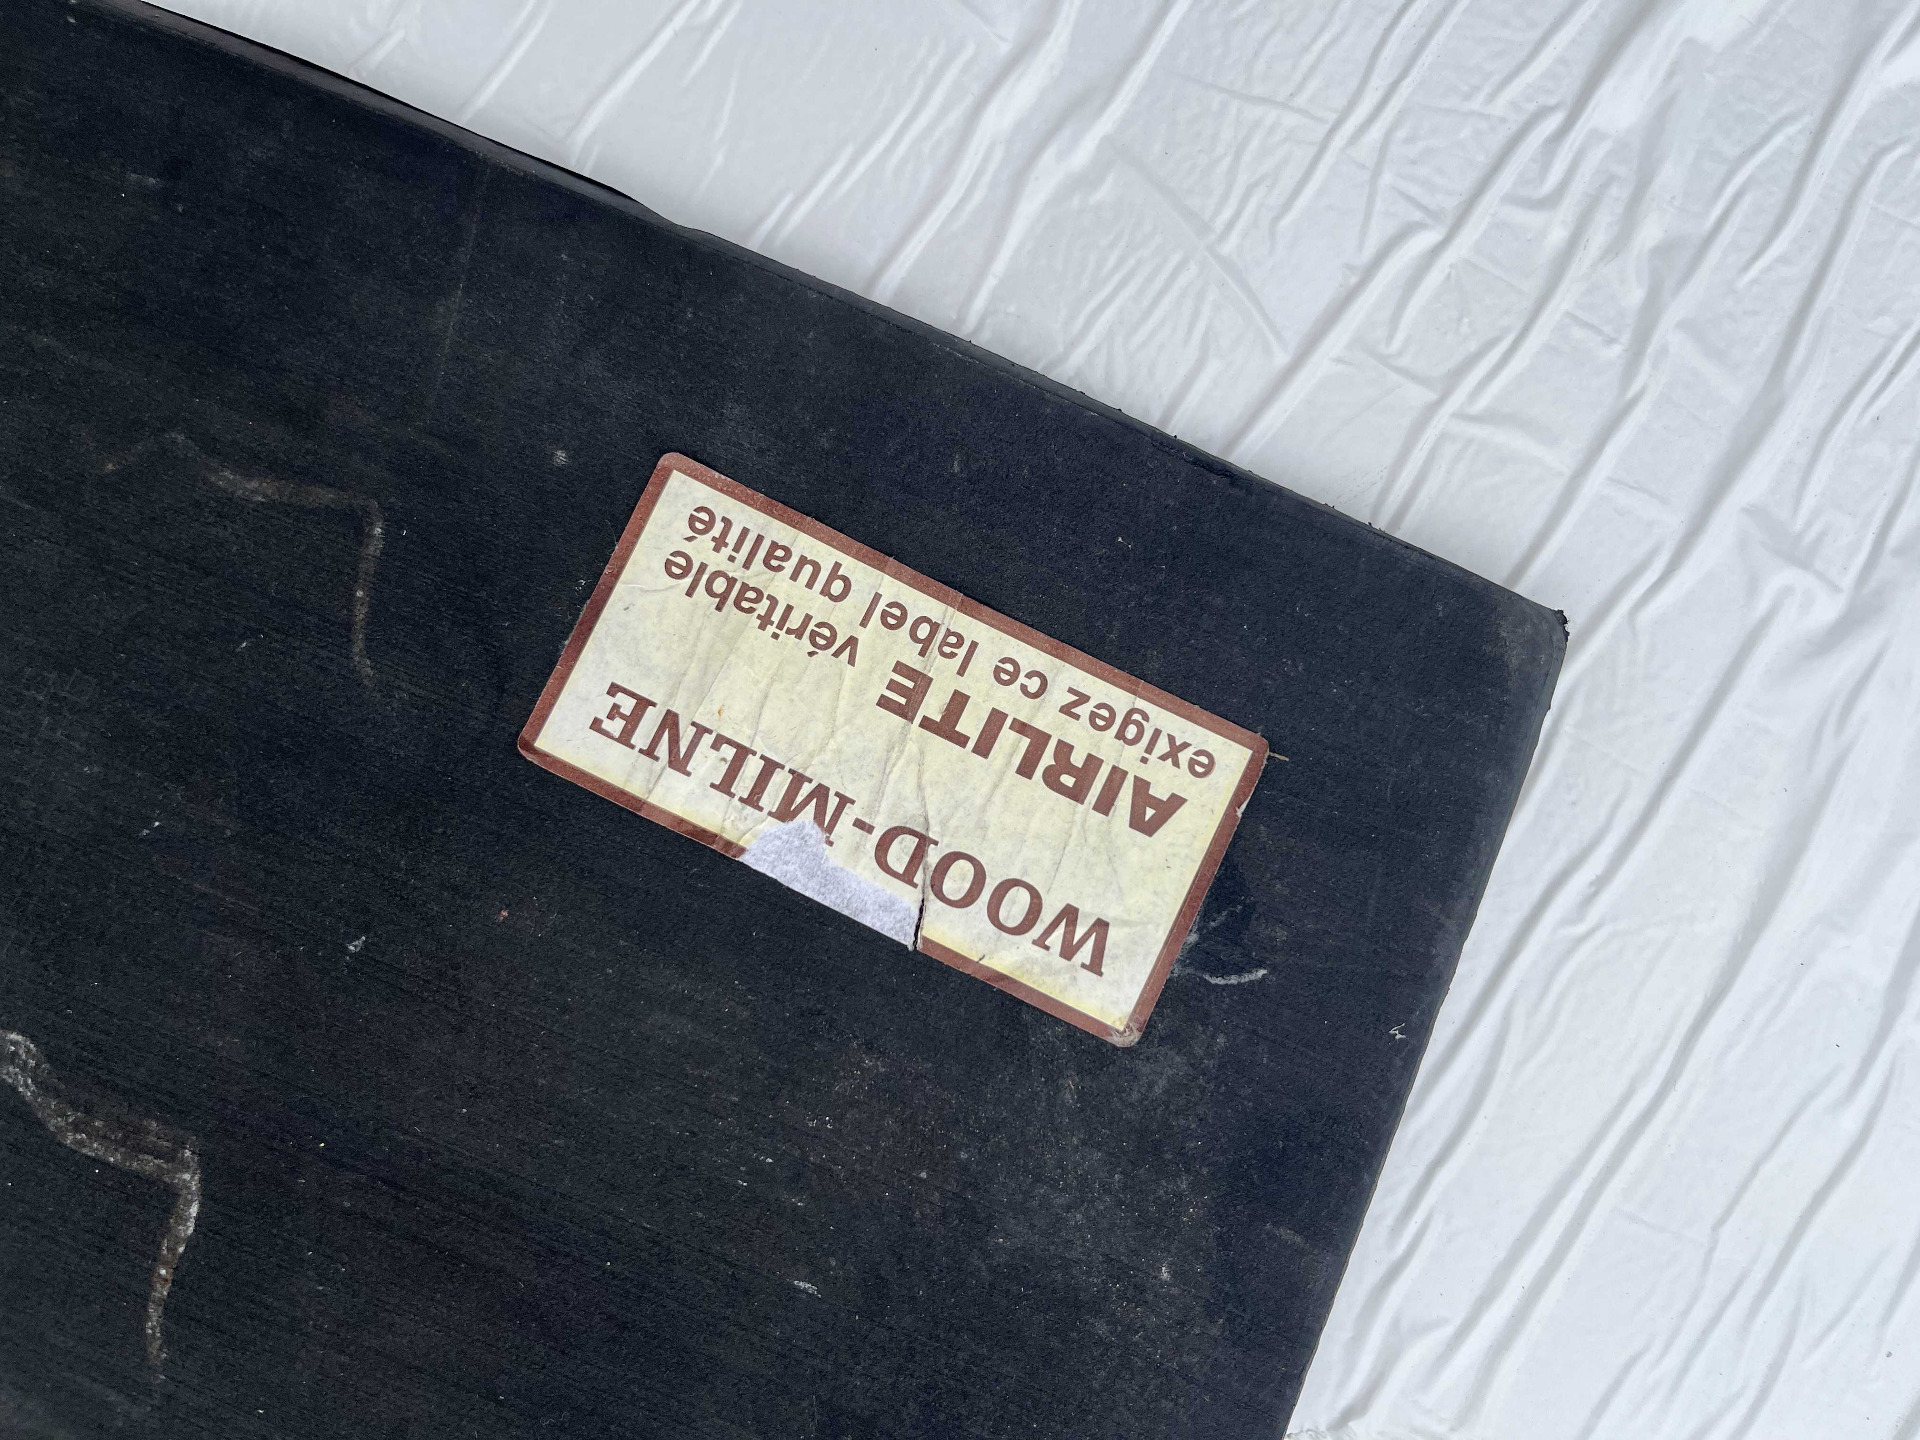 WOOD-MILNE
AIRLITE véritable
exigez ce label qualité